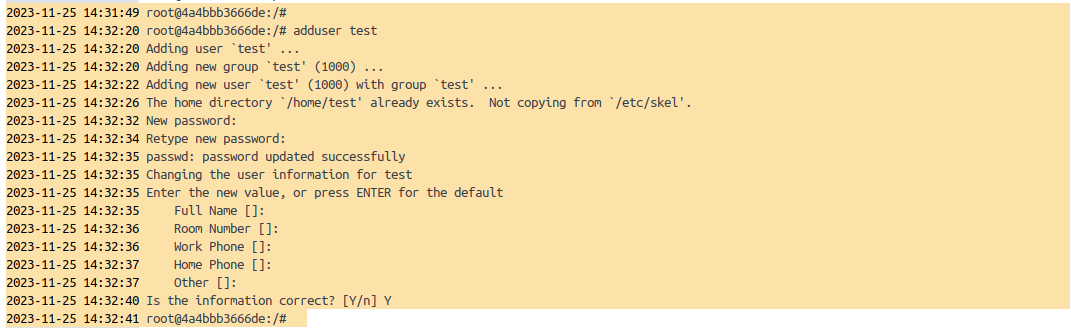 2023-11-25 14:31:49 root@4a4bbb3666de:/#
2023-11-25 14:32:20 root@4a4bbb3666de:/# adduser test
2023-11-25 14:32:20 Adding user `test' ...
2023-11-25 14:32:20 Adding new group `test' (1000) ...
2023-11-25 14:32:22 Adding new user `test' (1000) with group `test' ...
2023-11-25 14:32:26 The home directory `/home/test' already exists.  Not copying from `/etc/skel'.
2023-11-25 14:32:32 New password:
2023-11-25 14:32:34 Retype new password:
2023-11-25 14:32:35 passwd: password updated successfully
2023-11-25 14:32:35 Changing the user information for test
2023-11-25 14:32:35 Enter the new value, or press ENTER for the default
2023-11-25 14:32:35     Full Name []:
2023-11-25 14:32:36     Room Number []:
2023-11-25 14:32:36     Work Phone []:
2023-11-25 14:32:37     Home Phone []:
2023-11-25 14:32:37     Other []:
2023-11-25 14:32:40 Is the information correct? [Y/n] Y
2023-11-25 14:32:41 root@4a4bbb3666de:/#